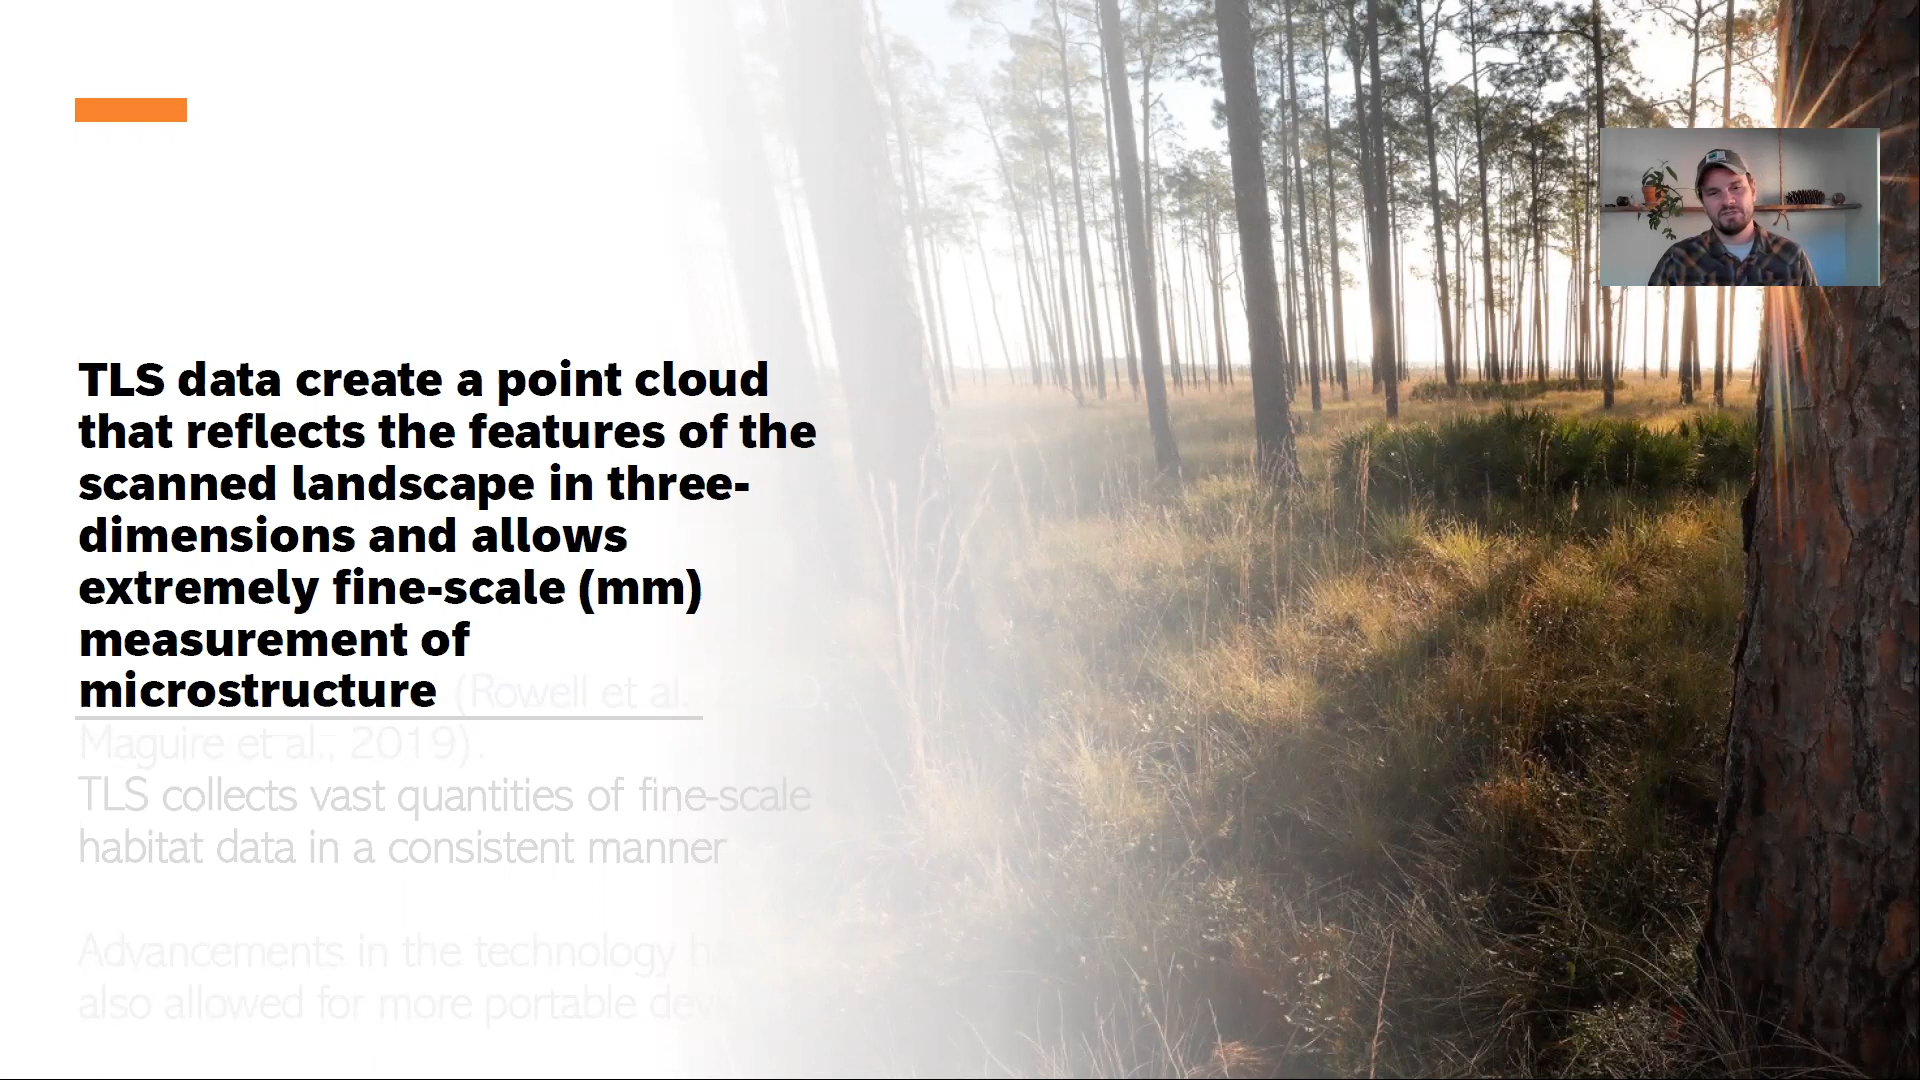 TLS data create a point cloud
that reflects the features of the
scanned landscape in three-
dimensions and allows
extremely fine-scale (mm)
measurement of
microstructure (Rowell et al.
Maguire et al., 2019).
TLS collects vast quantities of fine-scale
habitat data in a consistent manner
Advancements in the technology
also allowed for more portable